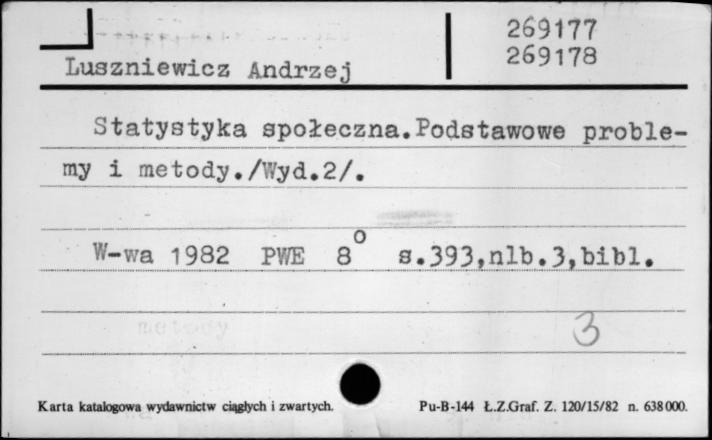 269177
269178
Luszniewicz Andrzej
Statystyka społeczna.Podstawowe proble-
my i metody./Wyd.2/.
W-wa 1982 PWE 8° s.393,nlb.3,bibl.
metody
3
Karta katalogowa wydawnictw ciągłych i zwartych. Pu-B-144 Ł.Z.Graf. Z. 120/15/82 n. 638000.